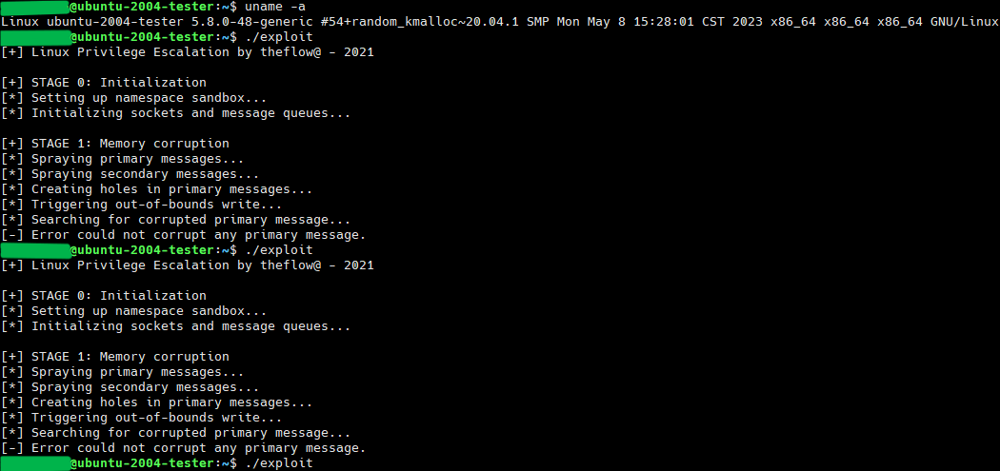 @ubuntu-2004-tester:~$ uname -a
Linux ubuntu-2004-tester 5.8.0-48-generic #54+random_kmalloc~20.04.1 SMP Mon May 8 15:28:01 CST 2023 x86_64 x86_64 x86_64 GNU/Linux
@ubuntu-2004-tester:~$ ./exploit
[+] Linux Privilege Escalation by theflow@ - 2021
[+] STAGE 0: Initialization
[*] Setting up namespace sandbox...
[*] Initializing sockets and message queues...
[+] STAGE 1: Memory corruption
[*] Spraying primary messages...
[*] Spraying secondary messages...
[*] Creating holes in primary messages...
[*] Triggering out-of-bounds write...
[*] Searching for corrupted primary message...
[-] Error could not corrupt any primary message.
@ubuntu-2004-tester:~$ ./exploit
[+] Linux Privilege Escalation by theflow@ - 2021
[+] STAGE 0: Initialization
[*] Setting up namespace sandbox...
[*] Initializing sockets and message queues...
[+] STAGE 1: Memory corruption
[*] Spraying primary messages...
[*] Spraying secondary messages...
[*] Creating holes in primary messages...
[*] Triggering out-of-bounds write...
[*] Searching for corrupted primary message...
[-] Error could not corrupt any primary message.
@ubuntu-2004-tester:~$ ./exploit